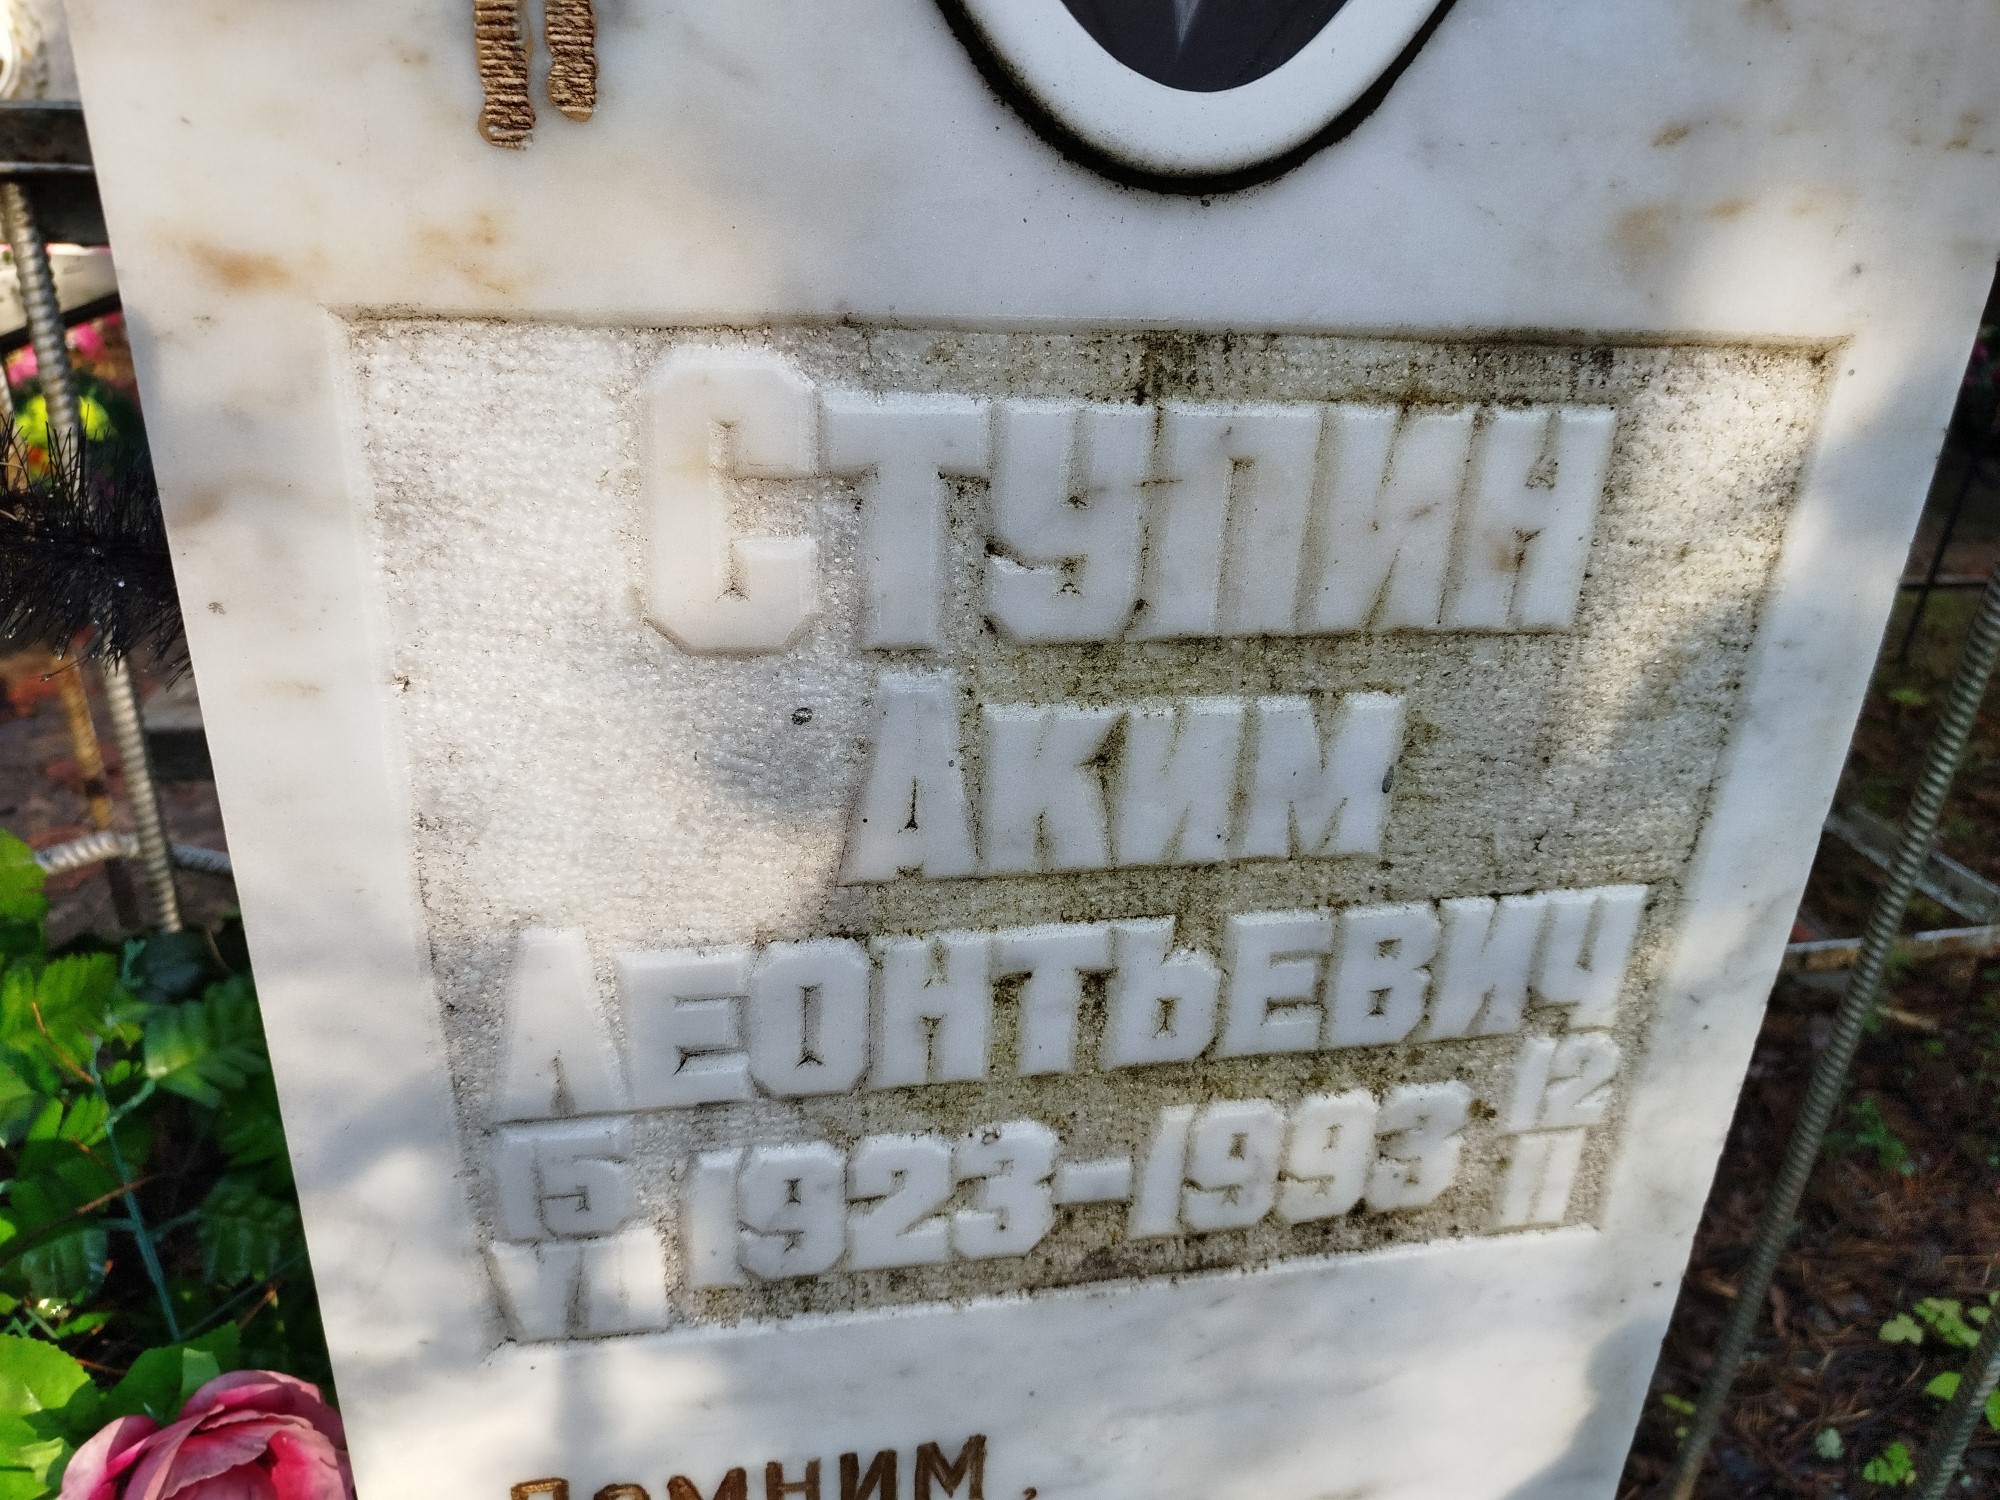 Ступин
Аким
Леонтьевич
15 VI 1923-1993 12 II
помним,